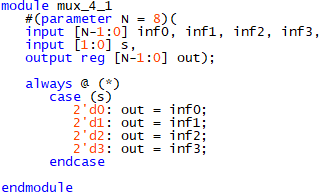 module mux_4_1
#(parameter N = 8)(
input [N-1:0] inf0, inf1, inf2, inf3,
input [1:0] s,
output reg [N-1:0] out);
always @ (*)
case (s)
2'd0: out = inf0;
2'd1: out = inf1;
2'd2: out = inf2;
2'd3: out = inf3;
endcase
endmodule